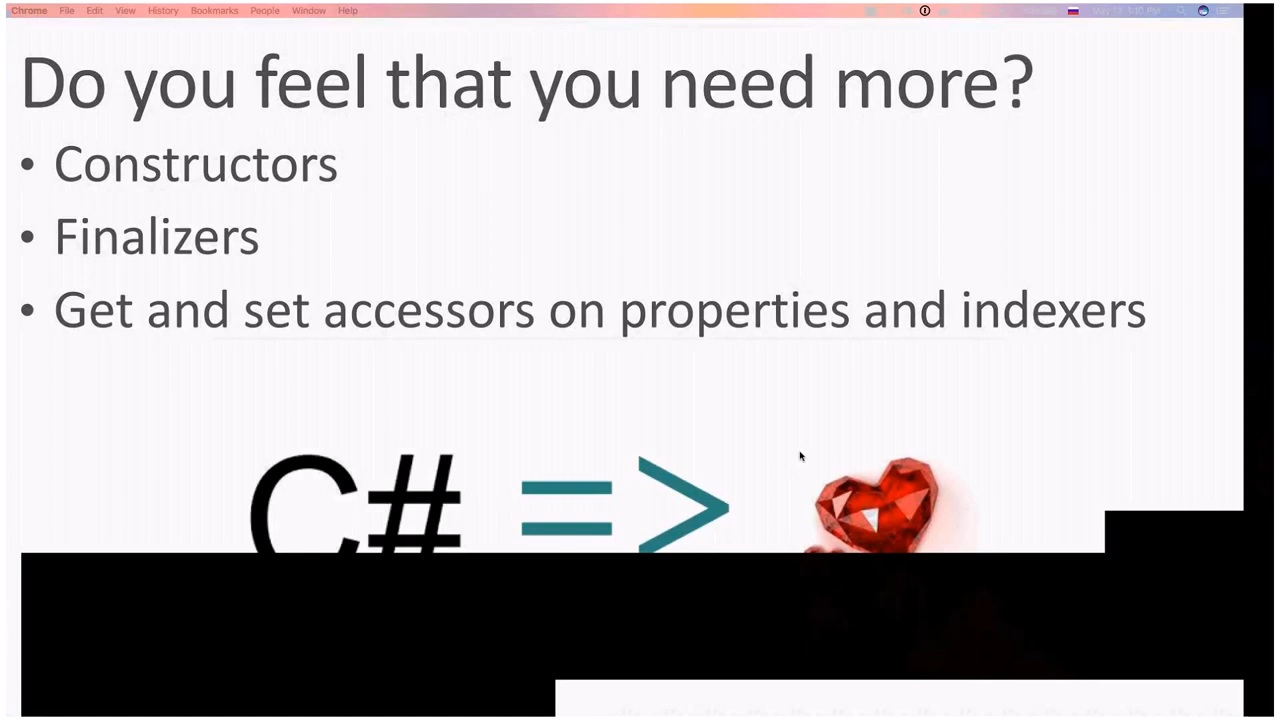 Chrome File Edit View History Bookmarks People Window Help
Do you feel that you need more?
• Constructors
• Finalizers
• Get and set accessors on properties and indexers
C# =>